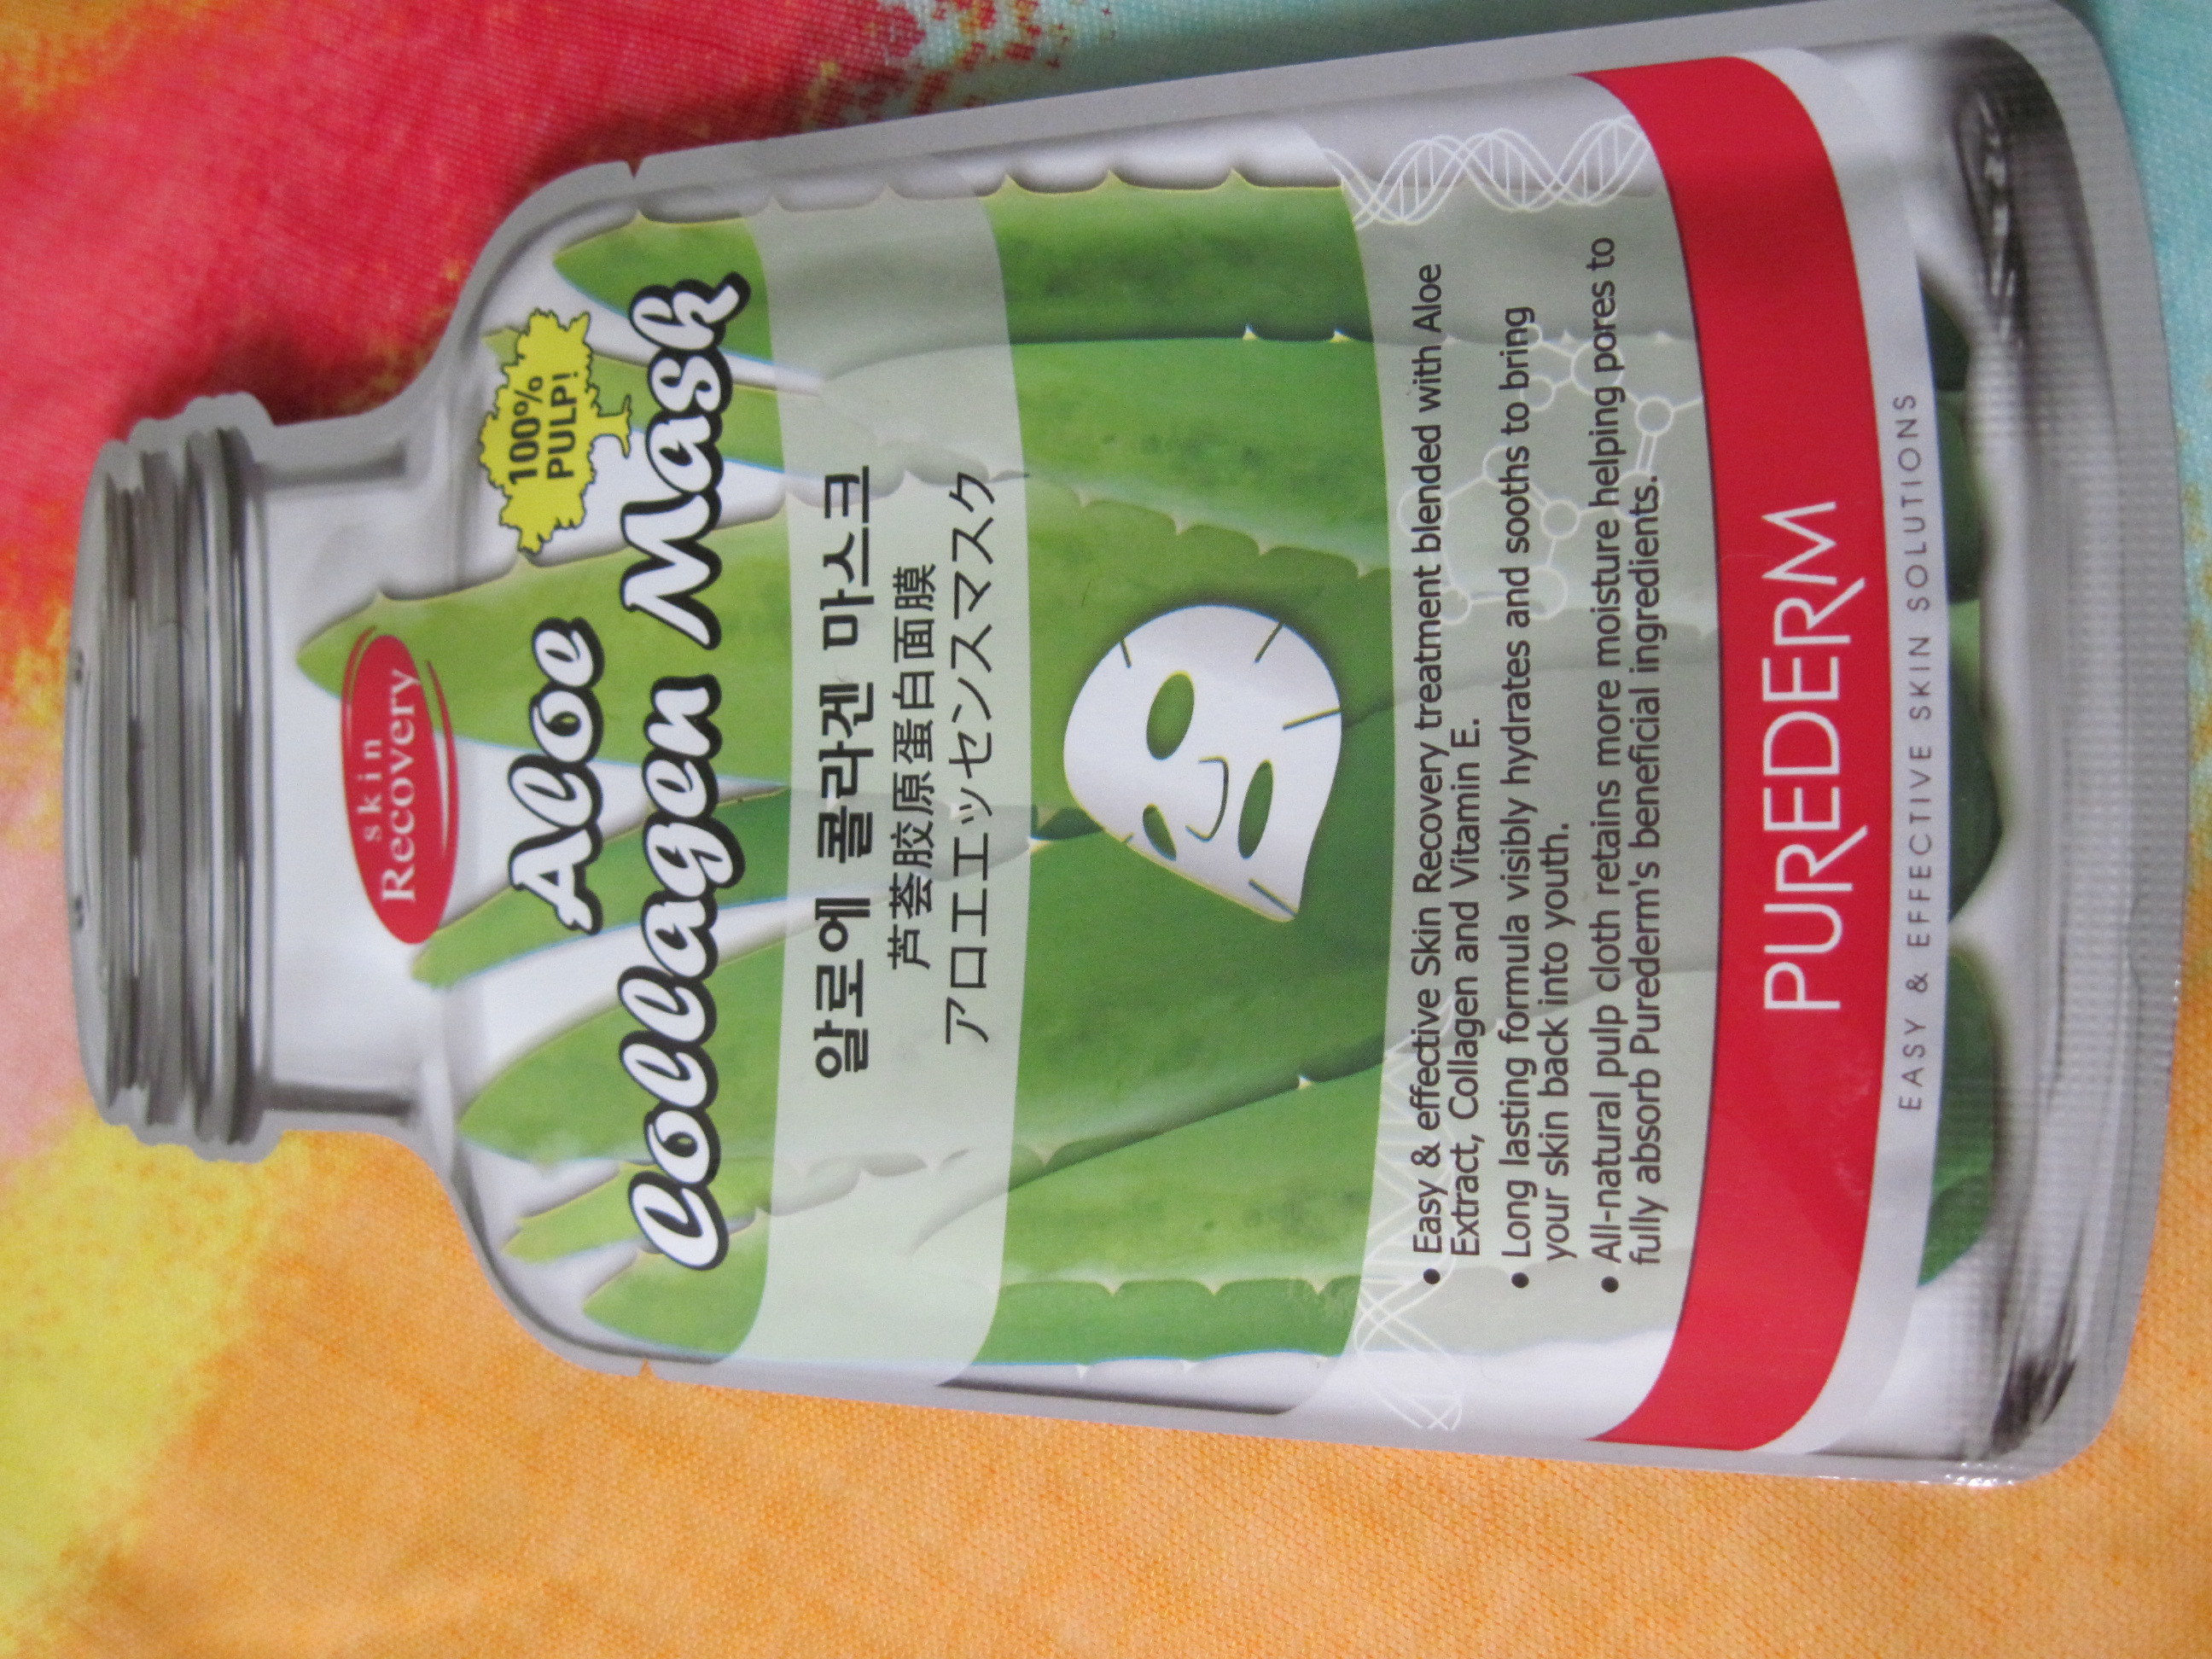 skin
Recovery
100%
PULP!
Aloe
Collagen Mask
알로에 콜라겐 마스크
芦荟胶原蛋白面膜
アロエエッセンスマスク
• Easy & effective Skin Recovery treatment blended with Aloe
Extract, Collagen and Vitamin E.
• Long lasting formula visibly hydrates and sooths to bring
your skin back into youth.
• All-natural pulp cloth retains more moisture helping pores to
fully absorb Purederm's beneficial ingredients.
PUREDERM
EASY & EFFECTIVE SKIN SOLUTIONS